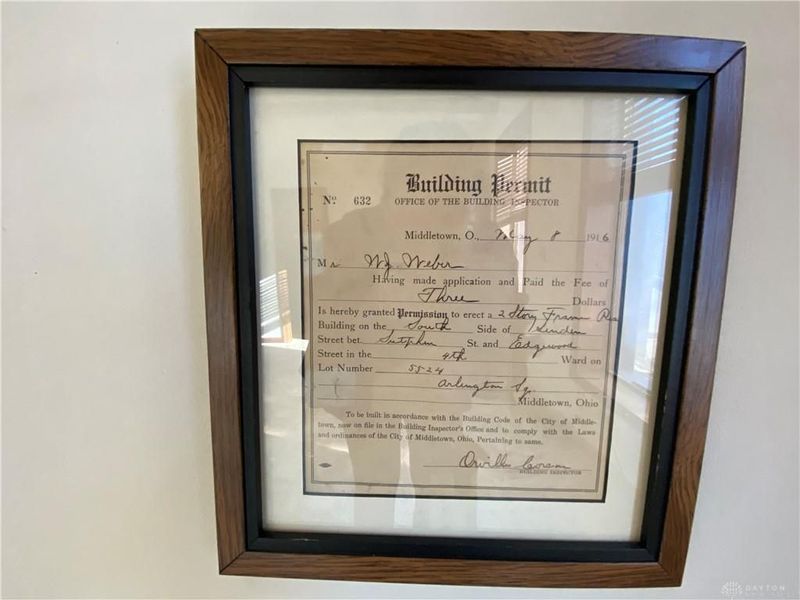 Building Permit
No 632 OFFICE OF THE BUILDING INSPECTOR
Middletown, O., May 8 1916
Mr W.J. Weber
Having made application and Paid the Fee of
Three Dollars
Is hereby granted Permission to erect a 2 Story Frame Res
Building on the South Side of Linden
Street bet. Sutphin St. and Edgewood
Street in the 4th Ward on
Lot Number 5524
Arlington Sq.
Middletown, Ohio
To be built in accordance with the Building Code of the City of Middle-
town, now on file in the Building Inspector's Office and to comply with the Laws
and ordinances of the City of Middletown, Ohio, Pertaining to same.
Orville
BUILDING INSPECTOR
DAYTON